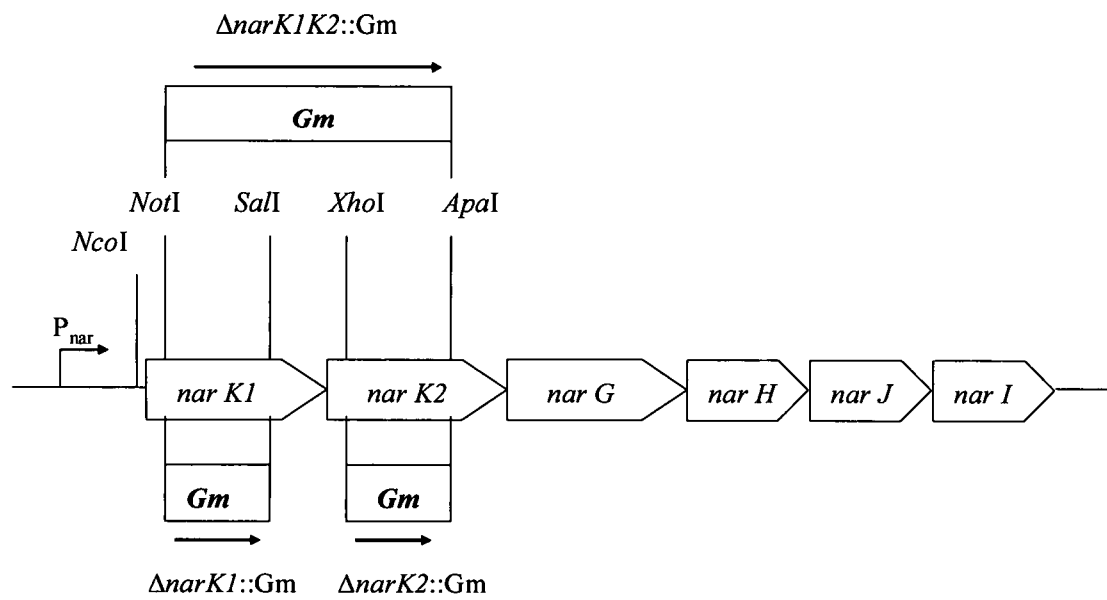 ΔnarK1K2::Gm
Gm
NotI SalI XhoI ApaI
NcoI
Pnar
nar K1 nar K2 nar G nar H nar J nar I
Gm Gm
ΔnarK1::Gm ΔnarK2::Gm